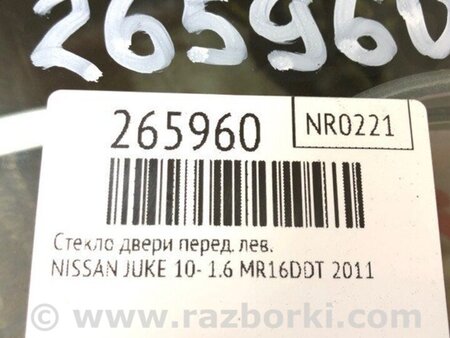 265960
265960
NR0221
Стекло двери перед. лев.
NISSAN JUKE 10- 1.6 MR16DDT 2011
© www.razborki.com